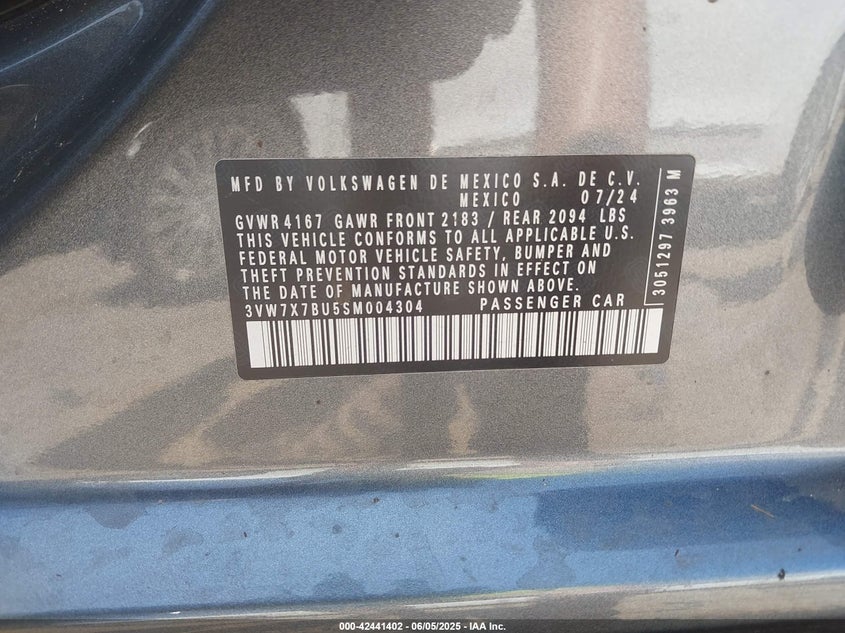 MFD BY VOLKSWAGEN DE MEXICO S.A. DE C.V.
MEXICO 07/24
GVWR 4167 GAWR FRONT 2183 / REAR 2094 LBS
THIS VEHICLE CONFORMS TO ALL APPLICABLE U.S.
FEDERAL MOTOR VEHICLE SAFETY, BUMPER AND
THEFT PREVENTION STANDARDS IN EFFECT ON
THE DATE OF MANUFACTURE SHOWN ABOVE.
3VW7X7BU5SM004304 PASSENGER CAR
3051297 3963 M
000-42441402 - 06/05/2025 - IAA Inc.